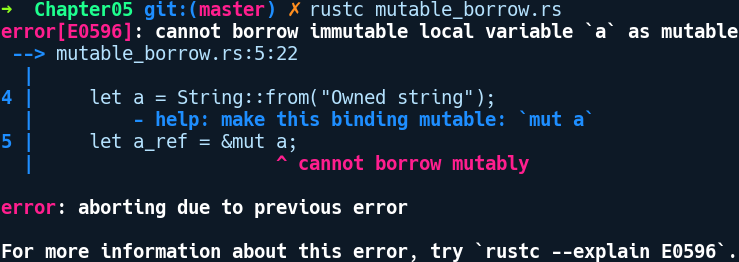 ➜  Chapter05 git:(master) ✗ rustc mutable_borrow.rs
error[E0596]: cannot borrow immutable local variable `a` as mutable
 --> mutable_borrow.rs:5:22
  |
4 |     let a = String::from("Owned string");
  |         - help: make this binding mutable: `mut a`
5 |     let a_ref = &mut a;
  |                      ^ cannot borrow mutably

error: aborting due to previous error

For more information about this error, try `rustc --explain E0596`.